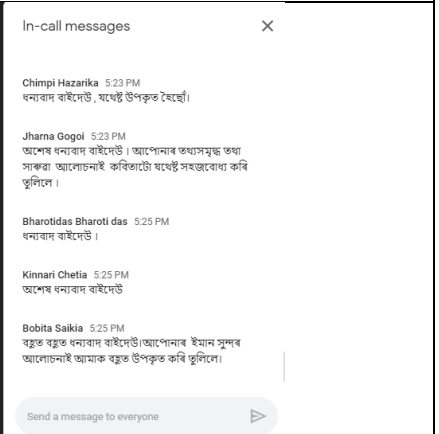 In-call messages
Chimpi Hazarika 5:23 PM
ধন্যবাদ বাইদেউ , যথেষ্ট উপকৃত হৈছোঁ।
Jharna Gogoi 5:23 PM
অশেষ ধন্যবাদ বাইদেউ । আপোনাৰ তথ্যসমৃদ্ধ তথা
সাৰুৱা আলোচনাই কবিতাটো যথেষ্ট সহজবোধ্য কৰি
তুলিলে ।
Bharotidas Bharoti das 5:25 PM
ধন্যবাদ বাইদেউ ।
Kinnari Chetia 5:25 PM
অশেষ ধন্যবাদ বাইদেউ
Bobita Saikia 5:25 PM
বহুত বহুত ধন্যবাদ বাইদেউ।আপোনাৰ ইমান সুন্দৰ
আলোচনাই আমাক বহুত উপকৃত কৰি তুলিলে।
Send a message to everyone